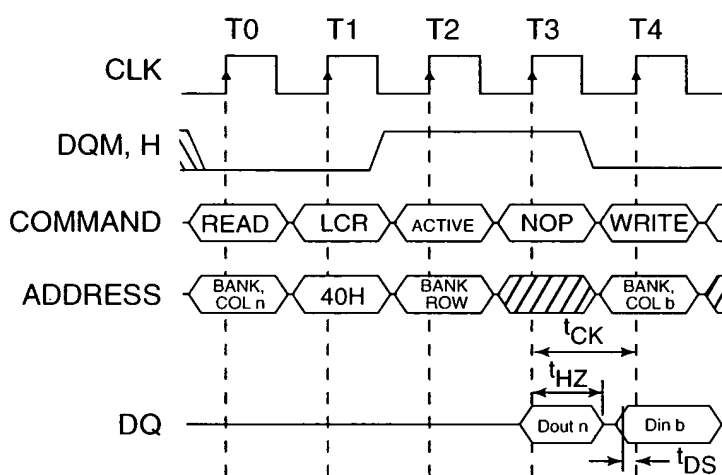 T0 T1 T2 T3 T4
CLK
DQM, H
COMMAND READ LCR ACTIVE NOP WRITE
ADDRESS BANK, COL n 40H BANK ROW BANK, COL b
tCK
tHZ
DQ Dout n Din b
tDS